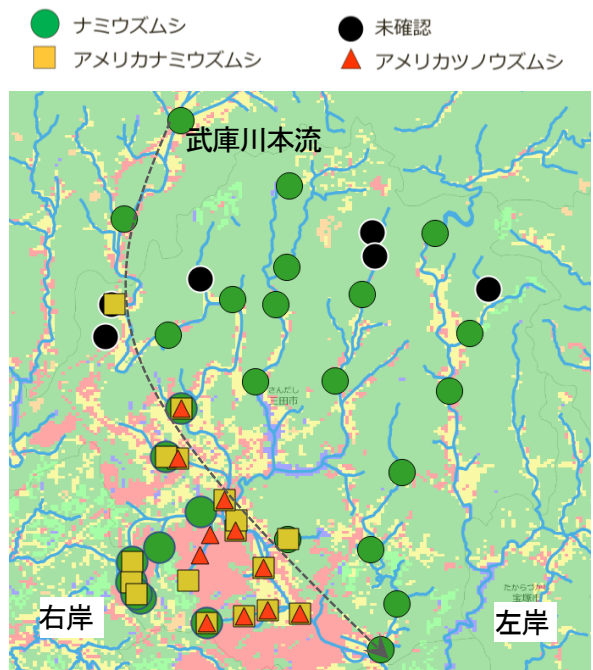 ナミウズムシ
未確認
アメリカナミウズムシ
アメリカツノウズムシ
武庫川本流
さんだし
三田市
たからづかし
宝塚市
右岸
左岸